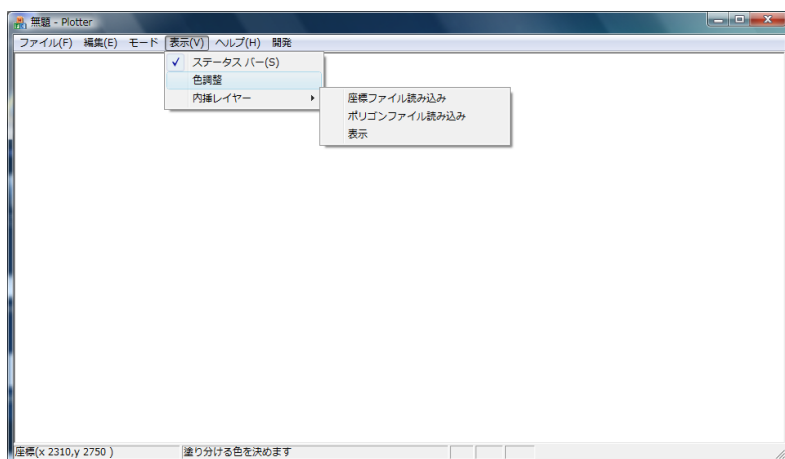 無題 - Plotter
ファイル(F) 編集(E) モード 表示(V) ヘルプ(H) 開発
✓ ステータス バー(S)
色調整
内挿レイヤー
座標ファイル読み込み
ポリゴンファイル読み込み
表示
座標(x 2310,y 2750 ) 塗り分ける色を決めます